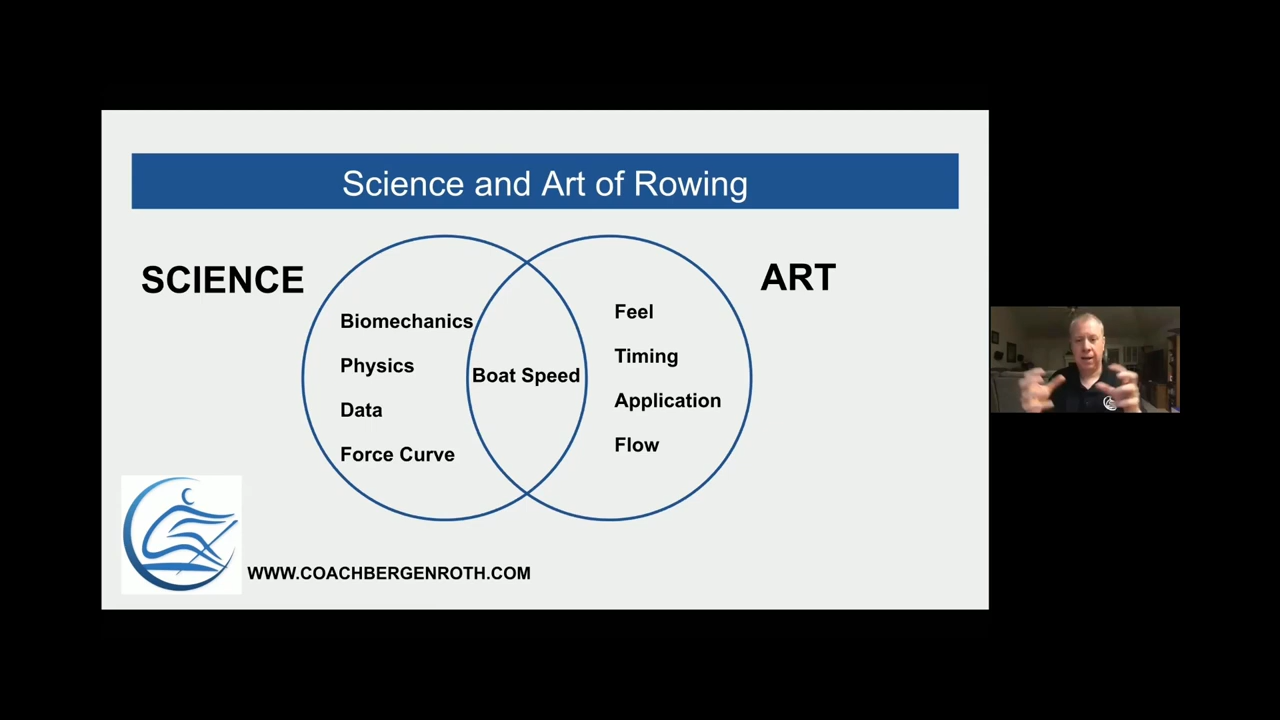 Science and Art of Rowing
SCIENCE
ART
Biomechanics
Physics
Data
Force Curve
Boat Speed
Feel
Timing
Application
Flow
WWW.COACHBERGENROTH.COM